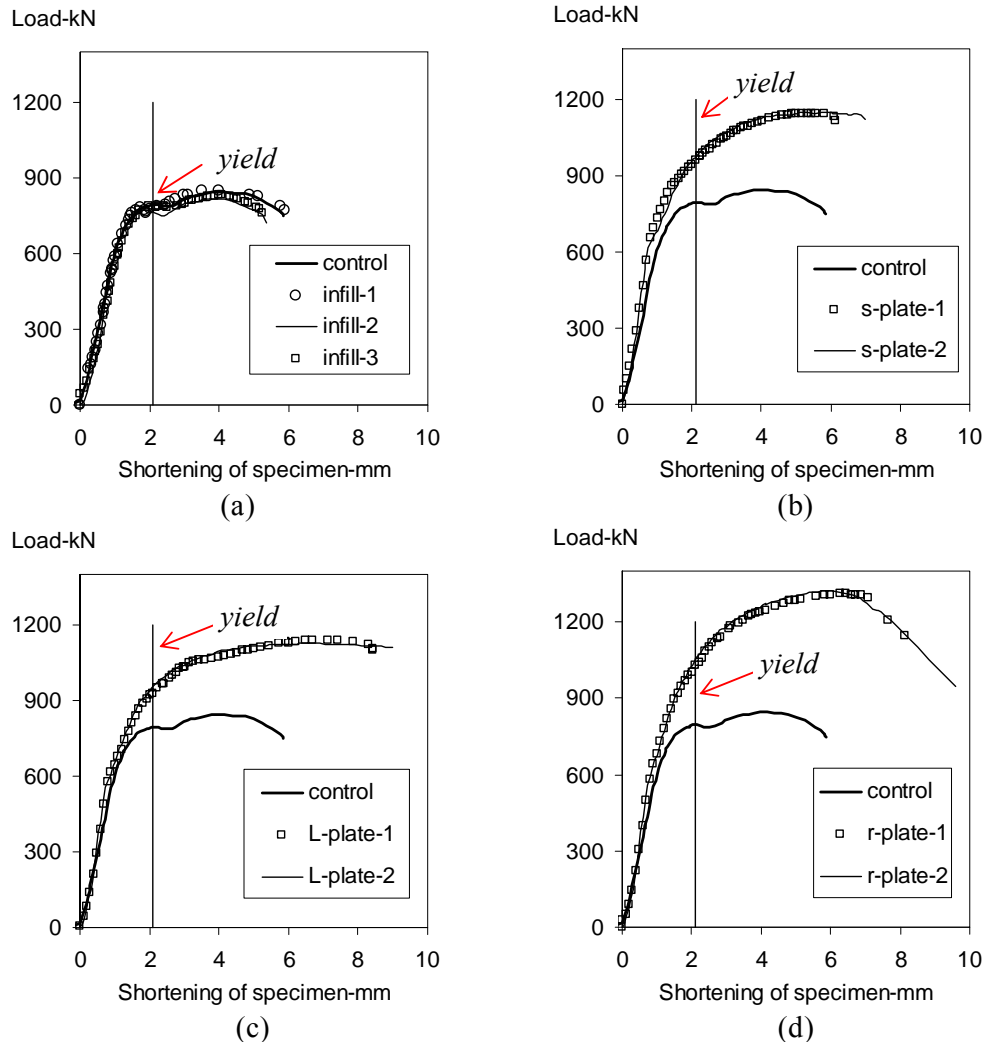 Load-kN
1200
900
600
300
0
yield
control
infill-1
infill-2
infill-3
0 2 4 6 8 10
Shortening of specimen-mm
(a)
Load-kN
1200
900
600
300
0
yield
control
s-plate-1
s-plate-2
0 2 4 6 8 10
Shortening of specimen-mm
(b)
Load-kN
1200
900
600
300
0
yield
control
L-plate-1
L-plate-2
0 2 4 6 8 10
Shortening of specimen-mm
(c)
Load-kN
1200
900
600
300
0
yield
control
r-plate-1
r-plate-2
0 2 4 6 8 10
Shortening of specimen-mm
(d)